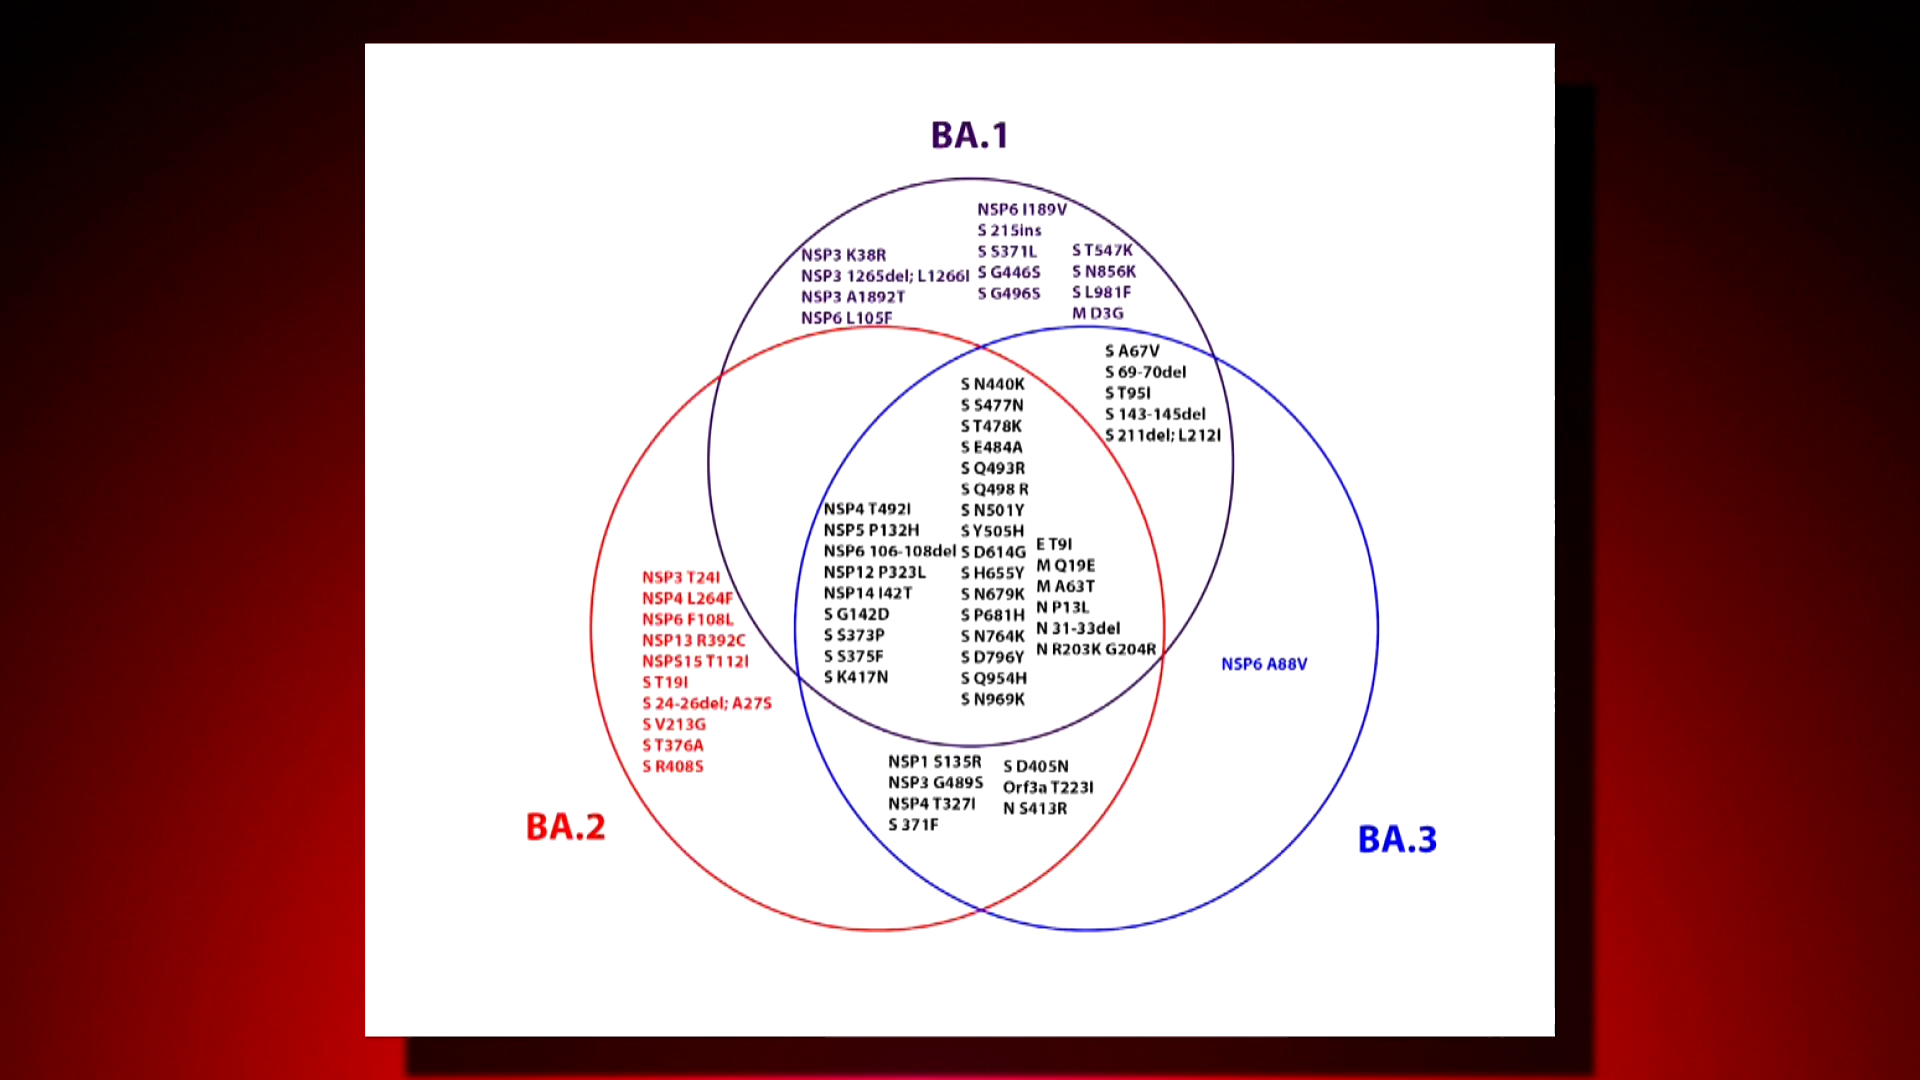 BA.1
NSP3 K38R
NSP3 1265del; L1266I
NSP3 A1892T
NSP6 L105F
NSP6 I189V
S 215ins
S S371L
S G446S
S G496S
S T547K
S N856K
S L981F
M D3G
S A67V
S 69-70del
S T95I
S 143-145del
S 211del; L212I
NSP4 T492I
NSP5 P132H
NSP6 106-108del
NSP12 P323L
NSP14 I42T
S G142D
S S373P
S S375F
S K417N
S N440K
S S477N
S T478K
S E484A
S Q493R
S Q498 R
S N501Y
S Y505H
S D614G
S H655Y
S N679K
S P681H
S N764K
S D796Y
S Q954H
S N969K
E T9I
M Q19E
M A63T
N P13L
N 31-33del
N R203K G204R
NSP3 T24I
NSP4 L264F
NSP6 F108L
NSP13 R392C
NSPS15 T112I
S T19I
S 24-26del; A27S
S V213G
S T376A
S R408S
NSP6 A88V
NSP1 S135R
NSP3 G489S
NSP4 T327I
S 371F
S D405N
Orf3a T223I
N S413R
BA.2
BA.3